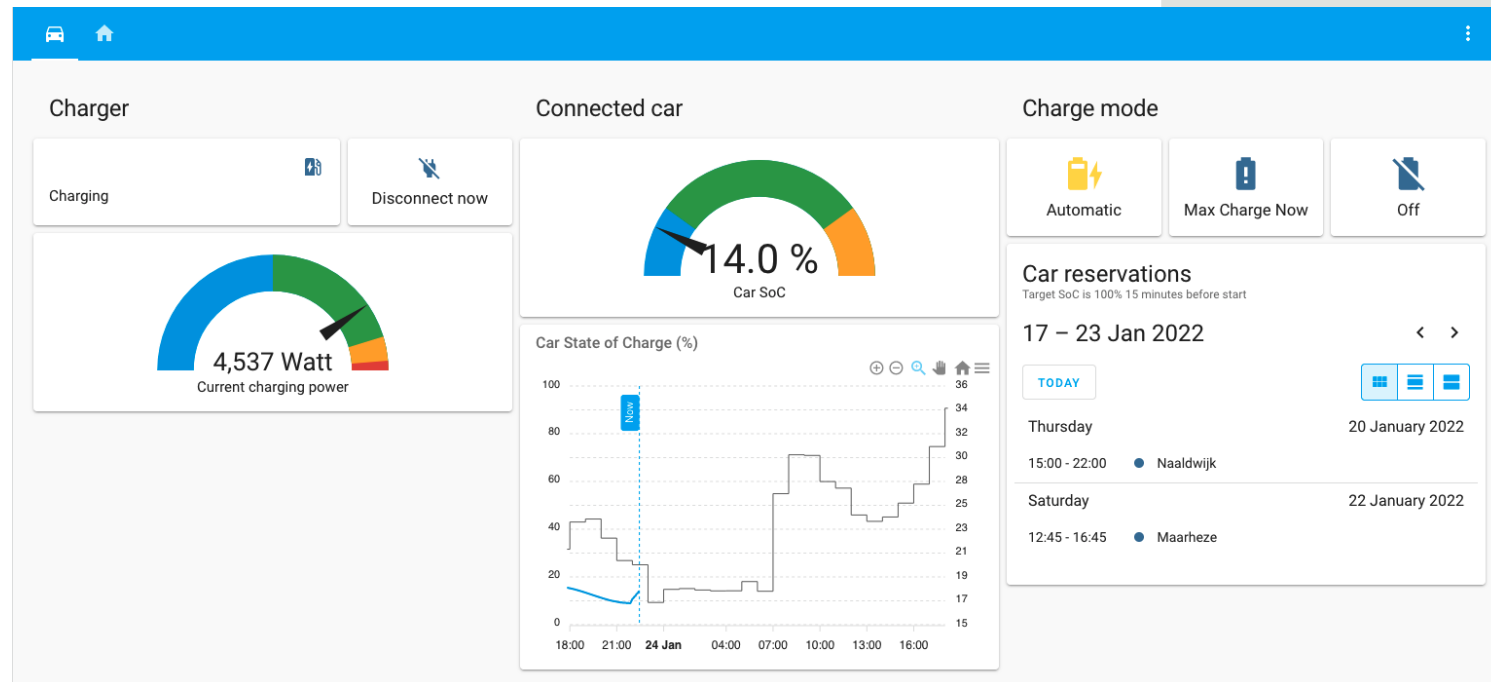 Charger
Charging
Disconnect now
4,537 Watt
Current charging power
Connected car
14.0 %
Car SoC
Car State of Charge (%)
100
80
60
40
20
0
Now
36
34
32
30
28
25
23
21
19
17
15
18:00 21:00 24 Jan 04:00 07:00 10:00 13:00 16:00
Charge mode
Automatic
Max Charge Now
Off
Car reservations
Target SoC is 100% 15 minutes before start
17 – 23 Jan 2022
TODAY
Thursday 20 January 2022
15:00 - 22:00 Naaldwijk
Saturday 22 January 2022
12:45 - 16:45 Maarheze